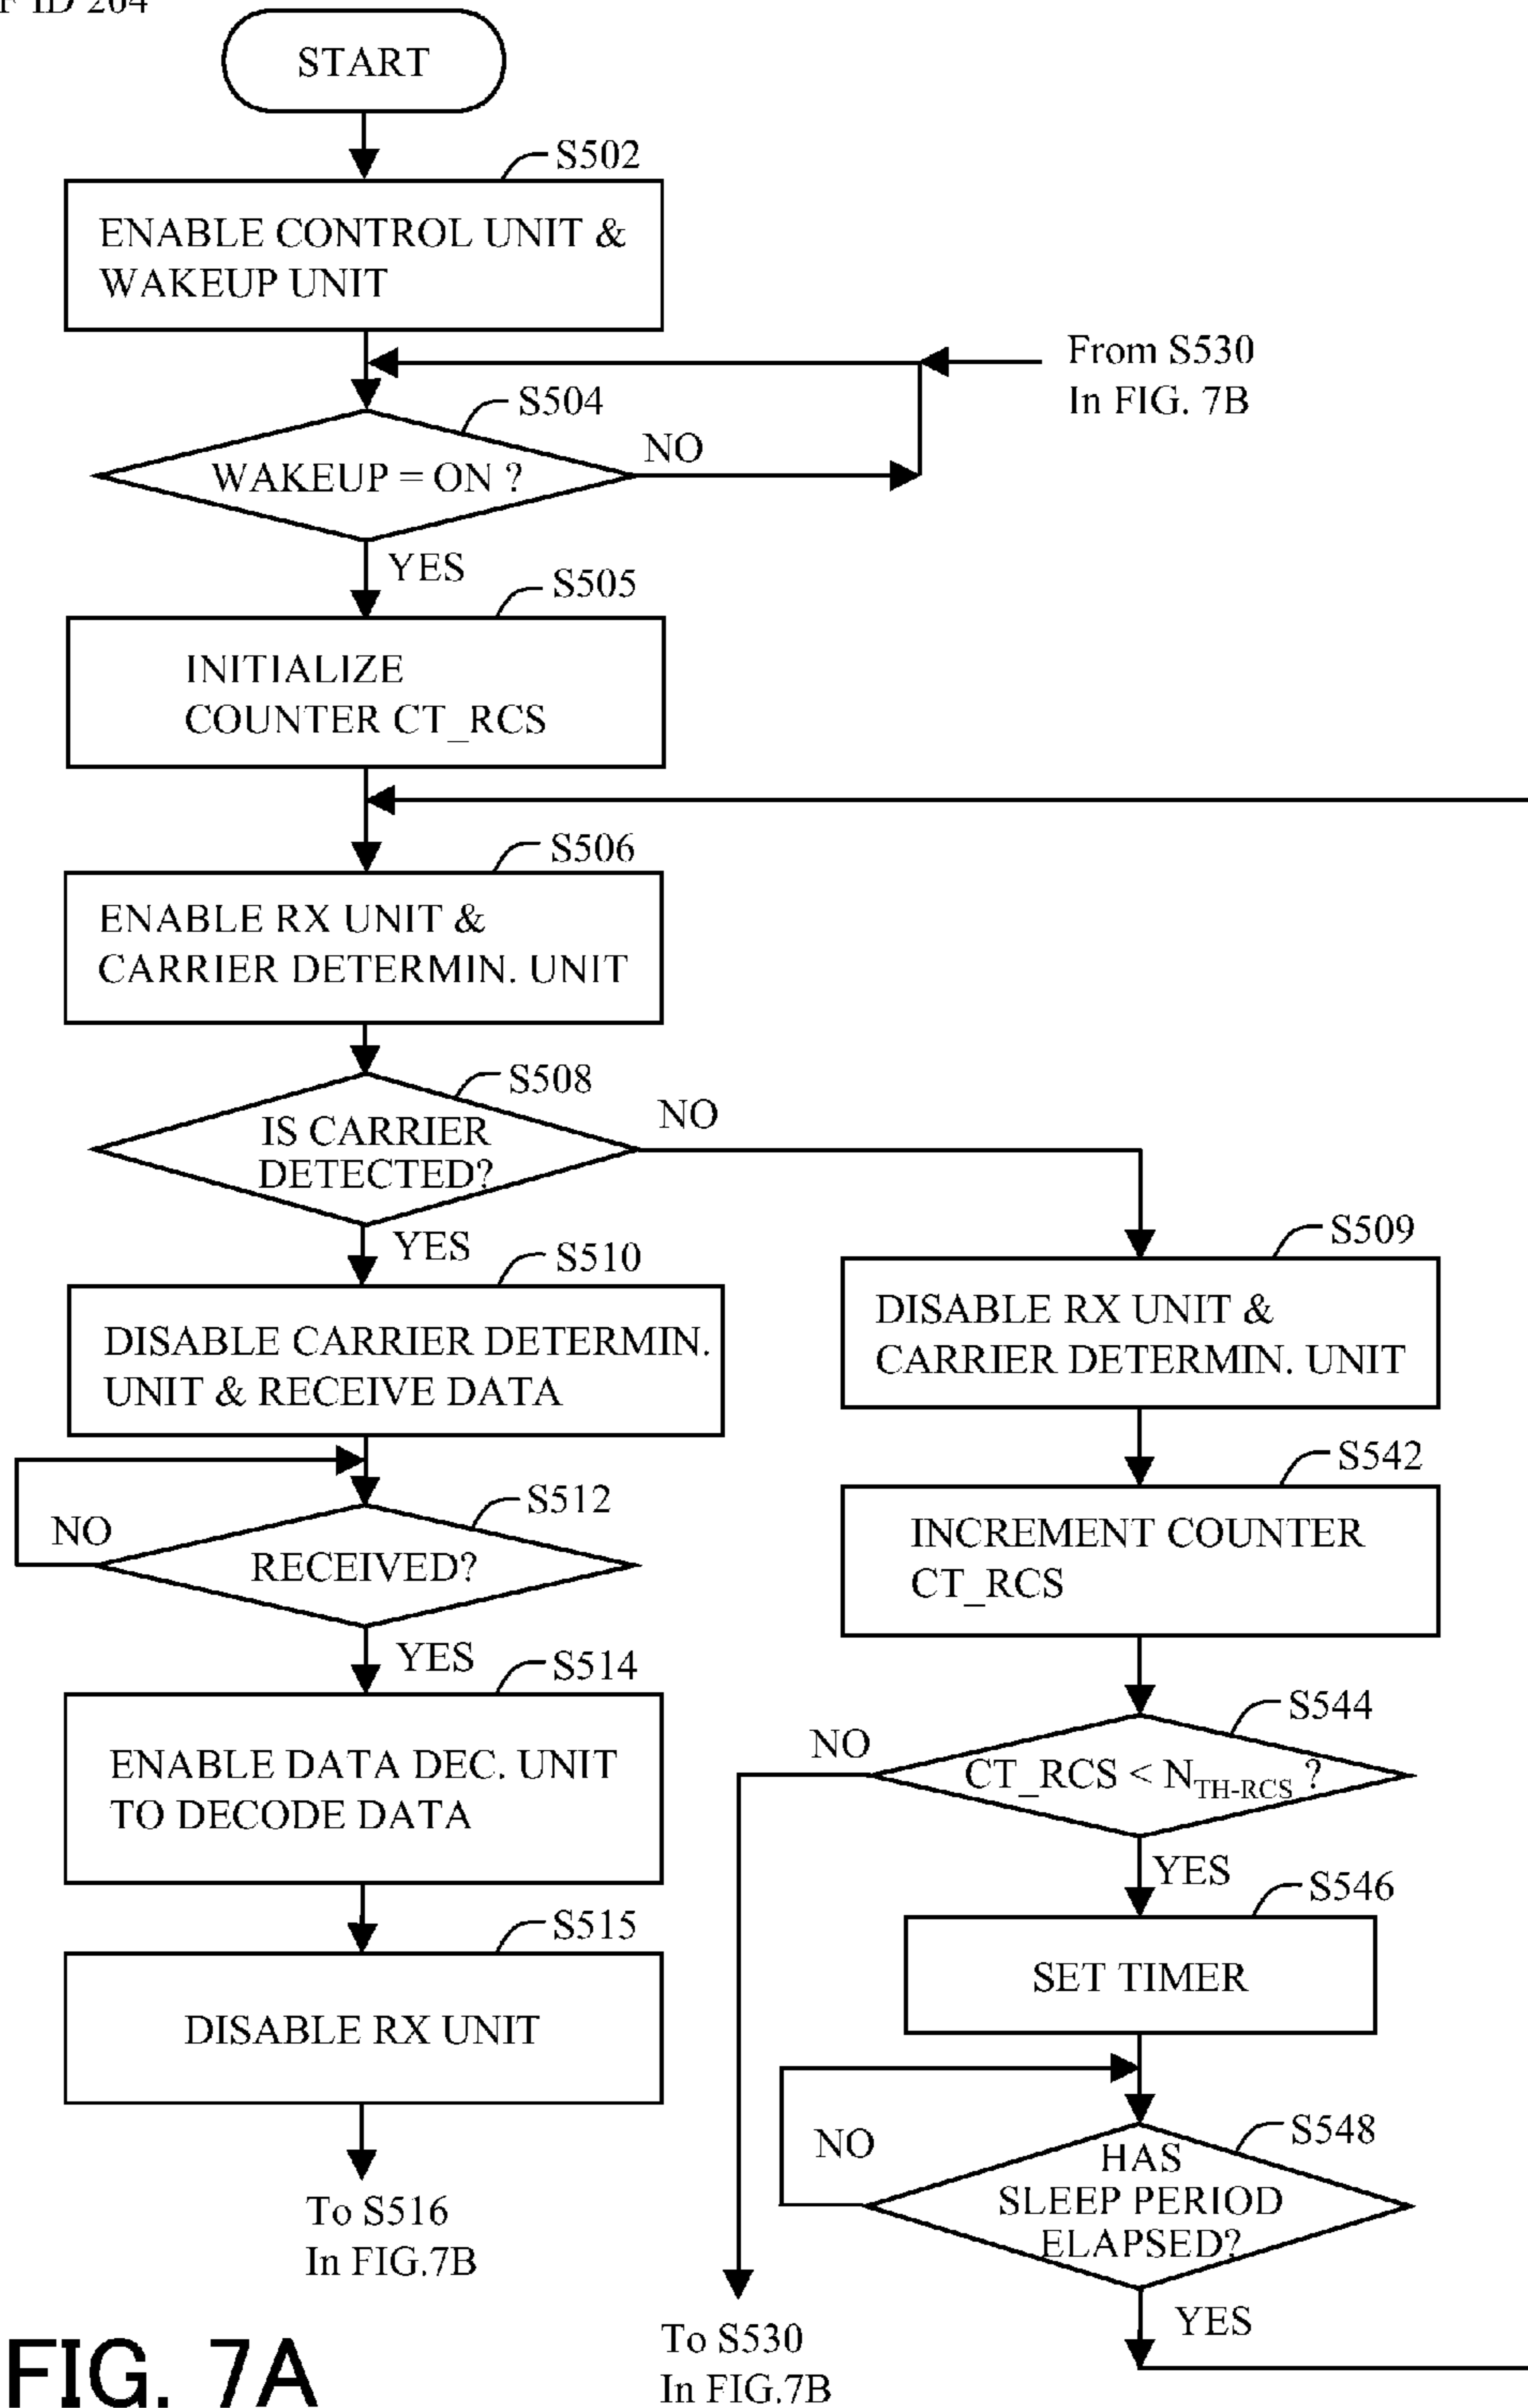 START
S502
ENABLE CONTROL UNIT &
WAKEUP UNIT
From S530
In FIG. 7B
S504
WAKEUP = ON ?
NO
YES
S505
INITIALIZE
COUNTER CT_RCS
S506
ENABLE RX UNIT &
CARRIER DETERMIN. UNIT
S508
IS CARRIER
DETECTED?
NO
YES
S510
DISABLE CARRIER DETERMIN.
UNIT & RECEIVE DATA
S512
RECEIVED?
NO
YES
S514
ENABLE DATA DEC. UNIT
TO DECODE DATA
S515
DISABLE RX UNIT
To S516
In FIG.7B
S509
DISABLE RX UNIT &
CARRIER DETERMIN. UNIT
S542
INCREMENT COUNTER
CT_RCS
S544
CT_RCS < N_TH-RCS ?
NO
YES
S546
SET TIMER
S548
HAS
SLEEP PERIOD
ELAPSED?
NO
YES
To S530
In FIG.7B
FIG. 7A